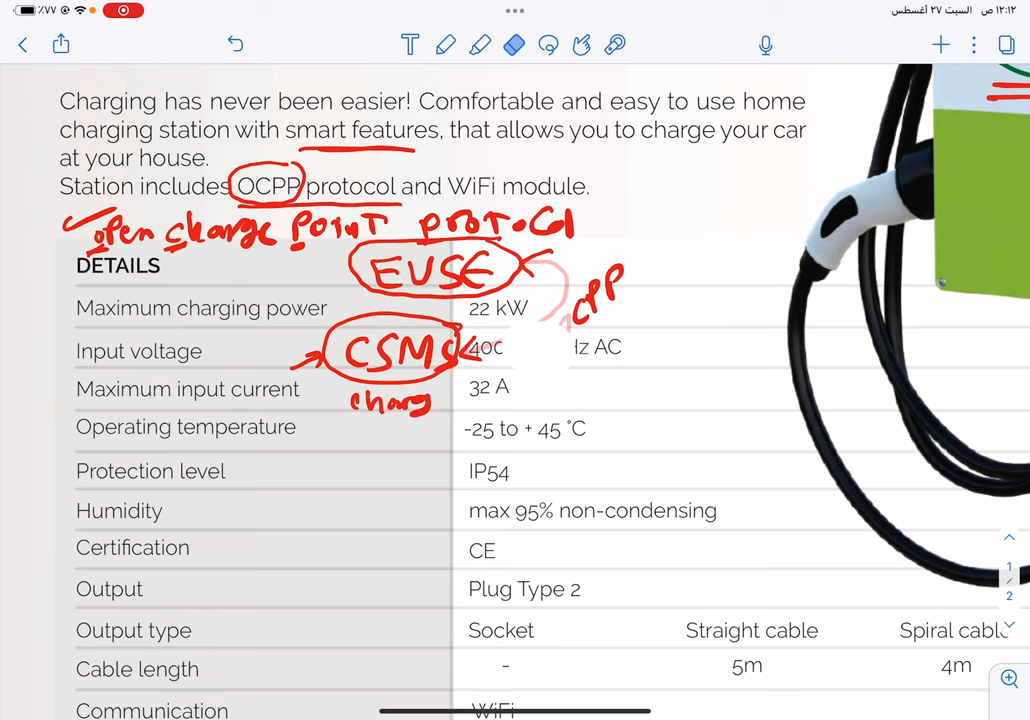 ٪٧٧
١٢:١٢ ص السبت ٢٧ أغسطس
Charging has never been easier! Comfortable and easy to use home
charging station with smart features, that allows you to charge your car
at your house.
Station includes OCPP protocol and WiFi module.
open charge point protocol
EVSE
DETAILS
CPP
Maximum charging power 22 kW
CSMS
Input voltage 400 Hz AC
Maximum input current 32 A
charg
Operating temperature -25 to + 45 °C
Protection level IP54
Humidity max 95% non-condensing
Certification CE
Output Plug Type 2
Output type Socket Straight cable Spiral cable
Cable length - 5m 4m
Communication WiFi
1
2